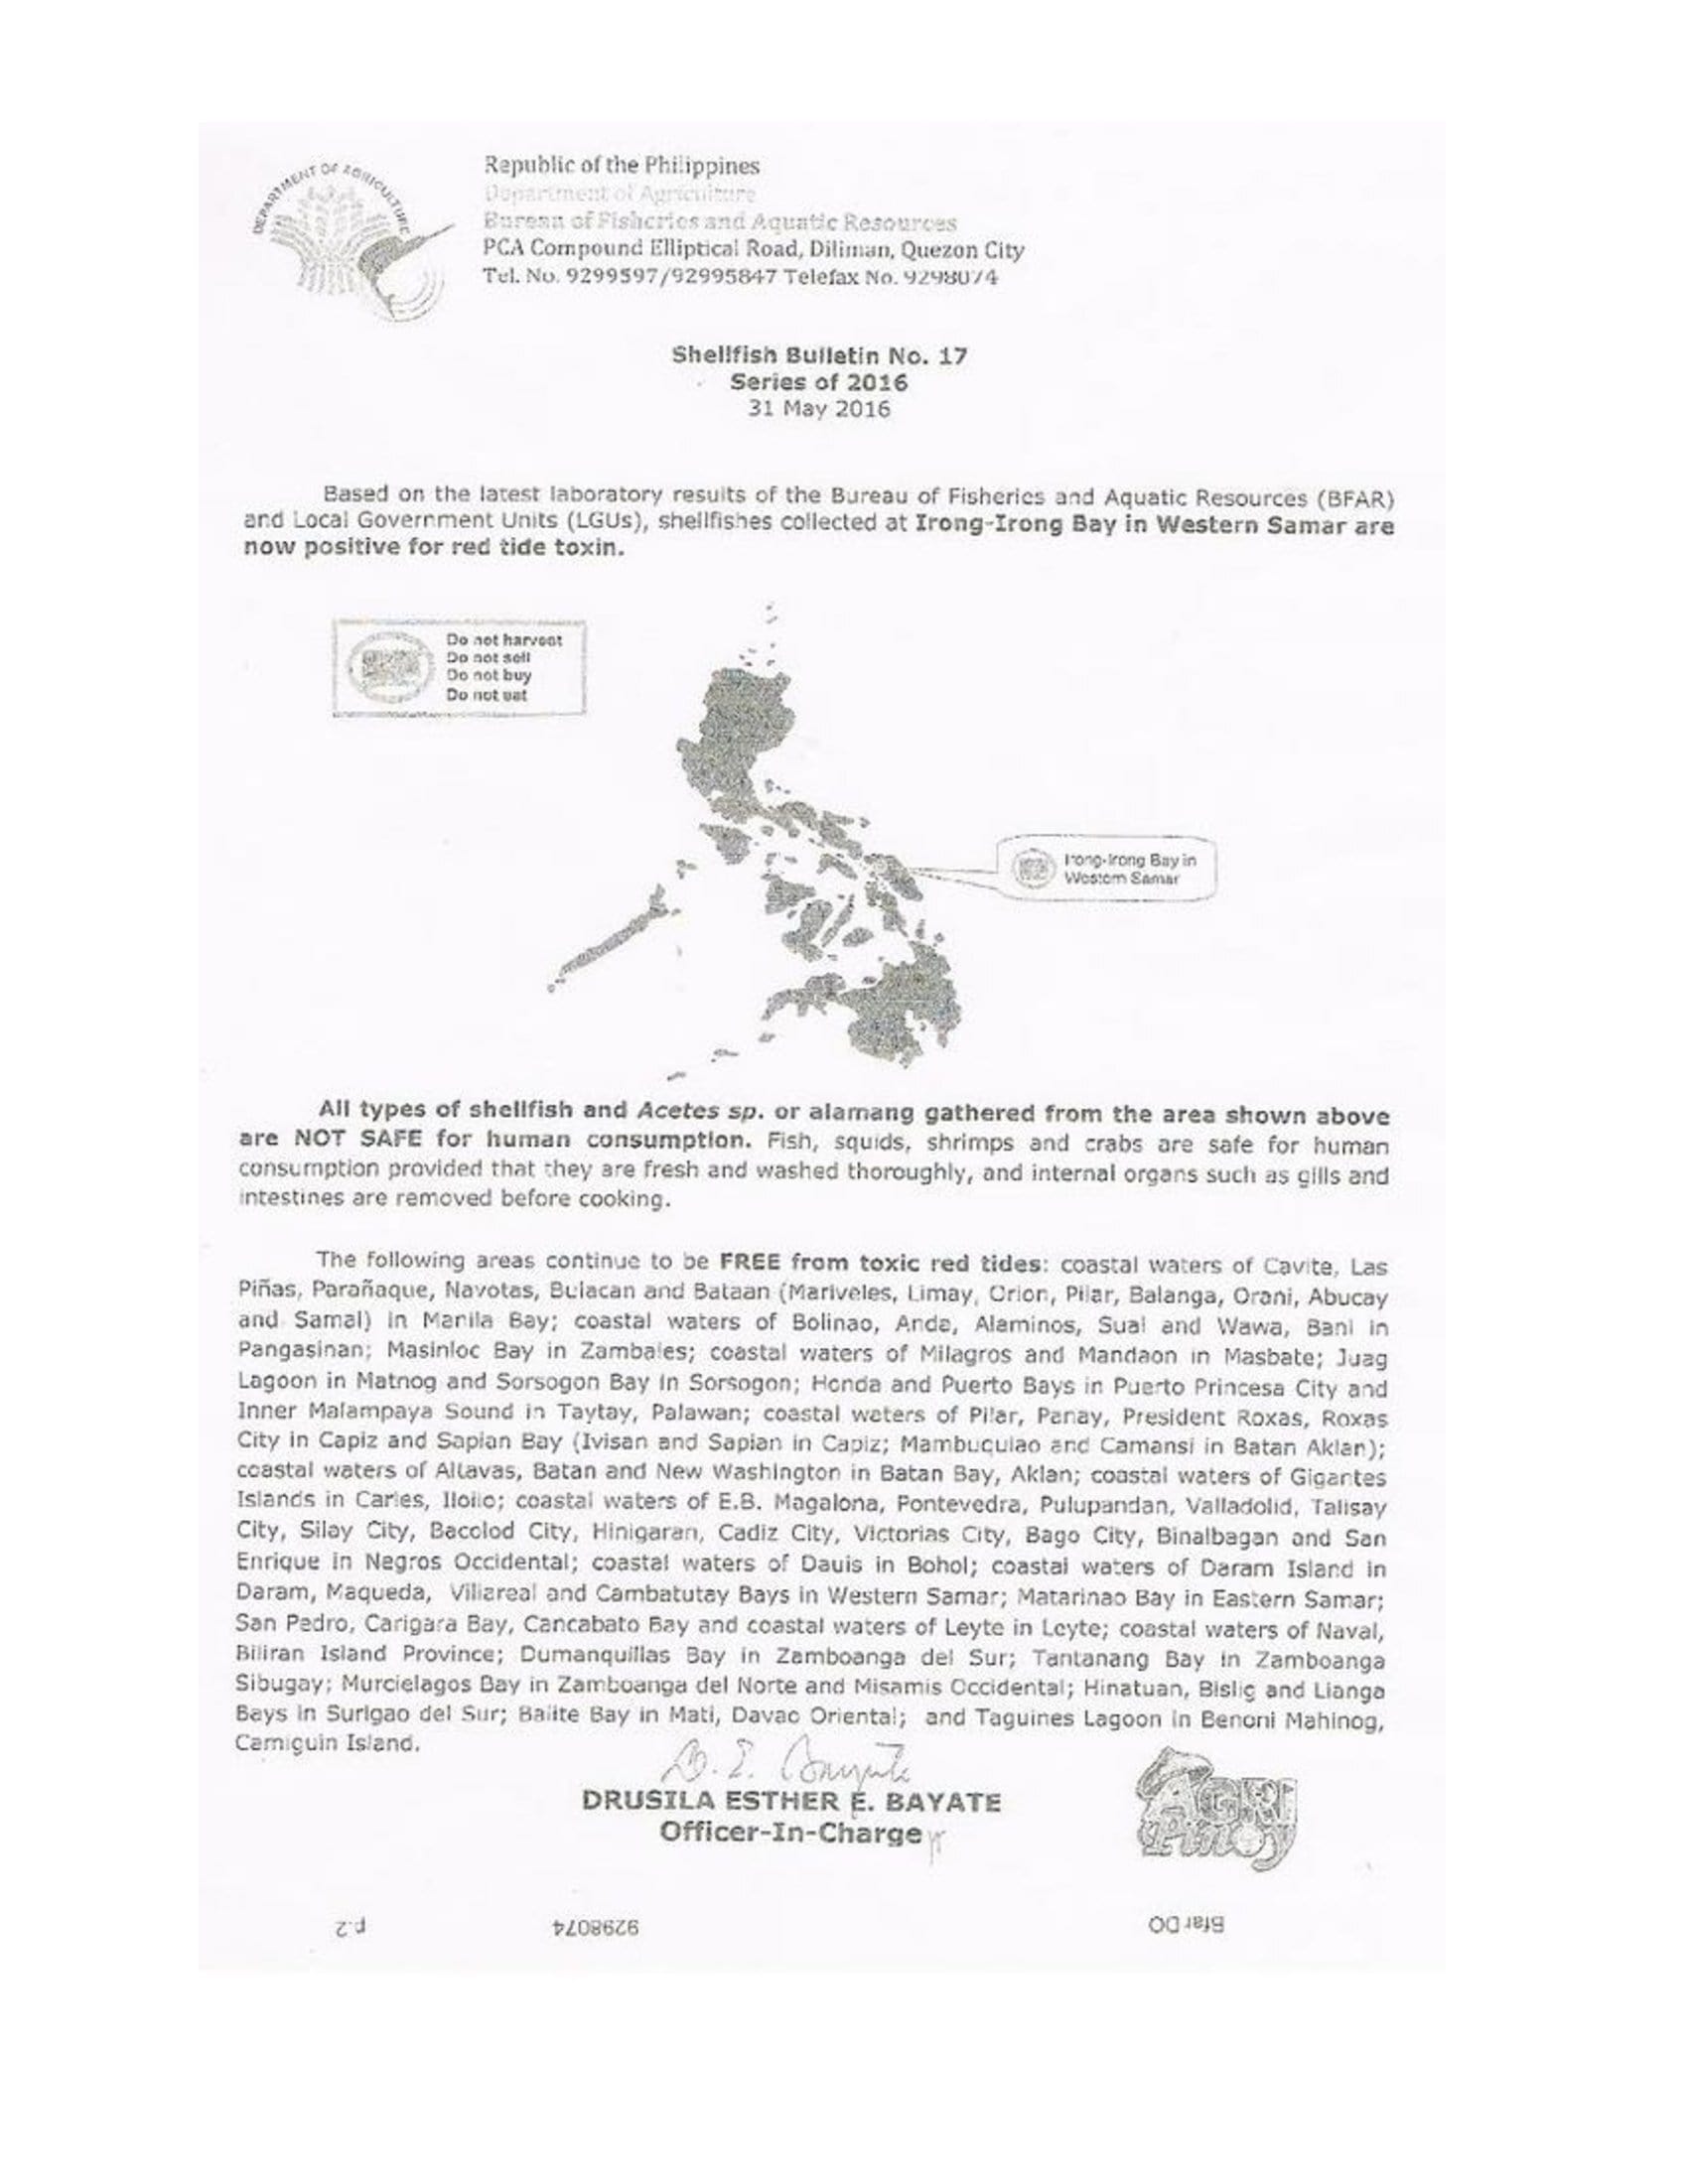 DEPARTMENT OF AGRICULTURE
Republic of the Philippines
Department of Agriculture
Bureau of Fisheries and Aquatic Resources
PCA Compound Elliptical Road, Diliman, Quezon City
Tel. No. 9299597/92995847 Telefax No. 9298074
Shellfish Bulletin No. 17
Series of 2016
31 May 2016
Based on the latest laboratory results of the Bureau of Fisheries and Aquatic Resources (BFAR)
and Local Government Units (LGUs), shellfishes collected at Irong-Irong Bay in Western Samar are
now positive for red tide toxin.
Do not harvest
Do not sell
Do not buy
Do not eat
Irong-Irong Bay in
Western Samar
All types of shellfish and Acetes sp. or alamang gathered from the area shown above
are NOT SAFE for human consumption. Fish, squids, shrimps and crabs are safe for human
consumption provided that they are fresh and washed thoroughly, and internal organs such as gills and
intestines are removed before cooking.
The following areas continue to be FREE from toxic red tides: coastal waters of Cavite, Las
Piñas, Parañaque, Navotas, Bulacan and Bataan (Mariveles, Limay, Orion, Pilar, Balanga, Orani, Abucay
and Samal) in Manila Bay; coastal waters of Bolinao, Anda, Alaminos, Sual and Wawa, Bani in
Pangasinan; Masinloc Bay in Zambales; coastal waters of Milagros and Mandaon in Masbate; Juag
Lagoon in Matnog and Sorsogon Bay in Sorsogon; Honda and Puerto Bays in Puerto Princesa City and
Inner Malampaya Sound in Taytay, Palawan; coastal waters of Pilar, Panay, President Roxas, Roxas
City in Capiz and Sapian Bay (Ivisan and Sapian in Capiz; Mambuquiao and Camansi in Batan Aklan);
coastal waters of Altavas, Batan and New Washington in Batan Bay, Aklan; coastal waters of Gigantes
Islands in Carles, Iloilo; coastal waters of E.B. Magalona, Pontevedra, Pulupandan, Valladolid, Talisay
City, Silay City, Bacolod City, Hinigaran, Cadiz City, Victorias City, Bago City, Binalbagan and San
Enrique in Negros Occidental; coastal waters of Dauis in Bohol; coastal waters of Daram Island in
Daram, Maqueda, Villareal and Cambatutay Bays in Western Samar; Matarinao Bay in Eastern Samar;
San Pedro, Carigara Bay, Cancabato Bay and coastal waters of Leyte in Leyte; coastal waters of Naval,
Biliran Island Province; Dumanquillas Bay in Zamboanga del Sur; Tantanang Bay in Zamboanga
Sibugay; Murcielagos Bay in Zamboanga del Norte and Misamis Occidental; Hinatuan, Bislig and Lianga
Bays in Surigao del Sur; Balite Bay in Mati, Davao Oriental; and Taguines Lagoon in Benoni Mahinog,
Camiguin Island.
D. E. Bayate
DRUSILA ESTHER E. BAYATE
Officer-In-Charge
AGRI
Pinoy
p.2
9298074
Bfar DO